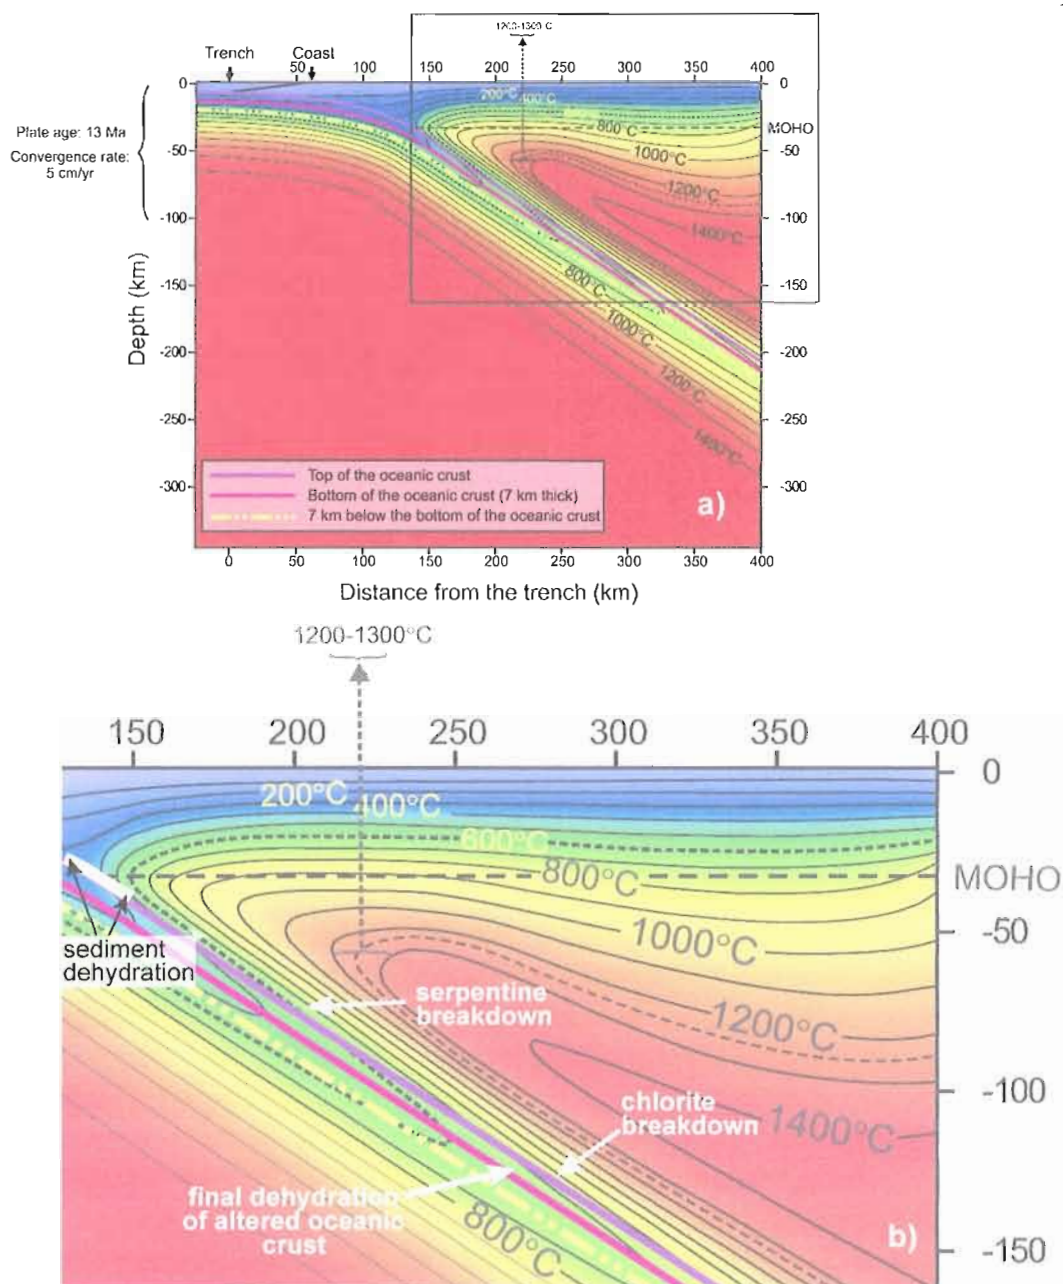 1200-1300°C
Trench
Coast
50 100 150 200 250 300 350 400
0 0
200°C 400°C
800°C
MOHO
Plate age: 13 Ma
Convergence rate:
5 cm/yr
-50 -50
1000°C
1200°C
-100 -100
1400°C
Depth (km)
-150 -150
800°C
1000°C
-200 -200
1200°C
-250 -250
1400°C
-300 -300
Top of the oceanic crust
Bottom of the oceanic crust (7 km thick)
7 km below the bottom of the oceanic crust
a)
0 50 100 150 200 250 300 350 400
Distance from the trench (km)
1200-1300°C
150 200 250 300 350 400
0
200°C 400°C
600°C
800°C
MOHO
-50
1000°C
sediment
dehydration
serpentine
breakdown
1200°C
-100
chlorite
breakdown
1400°C
final dehydration
of altered oceanic
crust
800°C
b)
-150